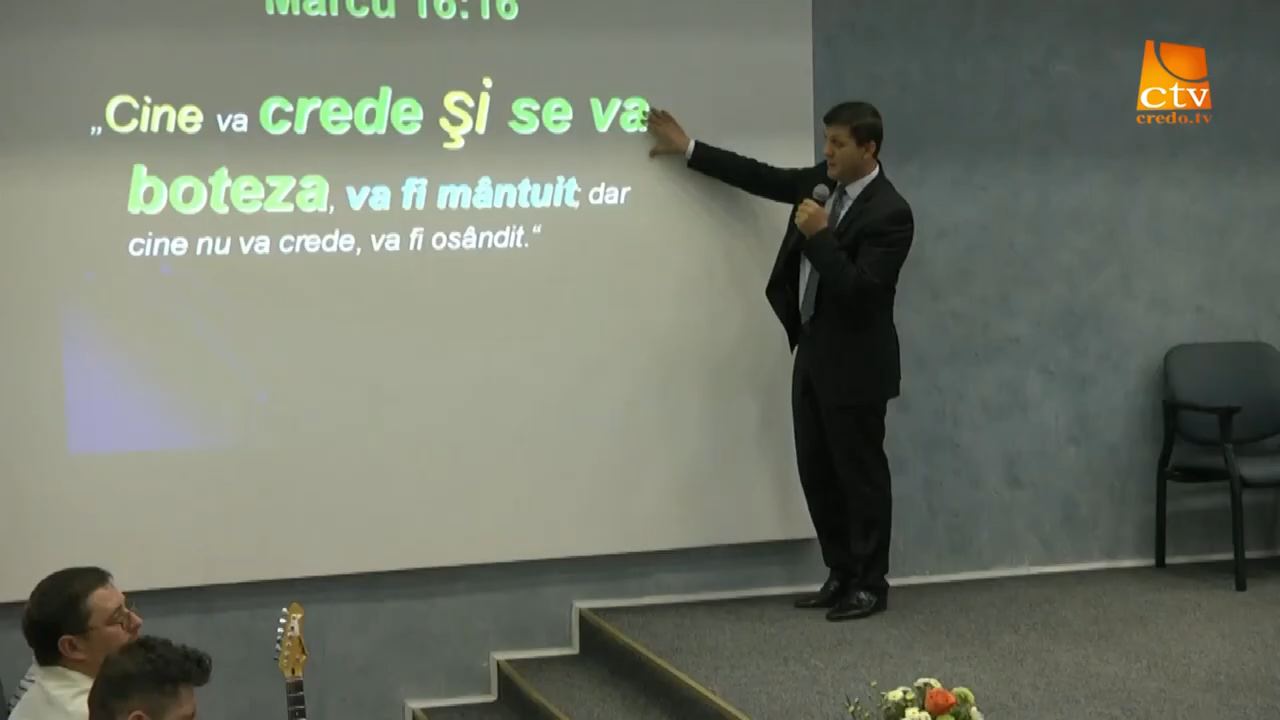 Marcu 16:16
„Cine va crede şi se va
boteza, va fi mântuit; dar
cine nu va crede, va fi osândit.“
ctv
credo.tv